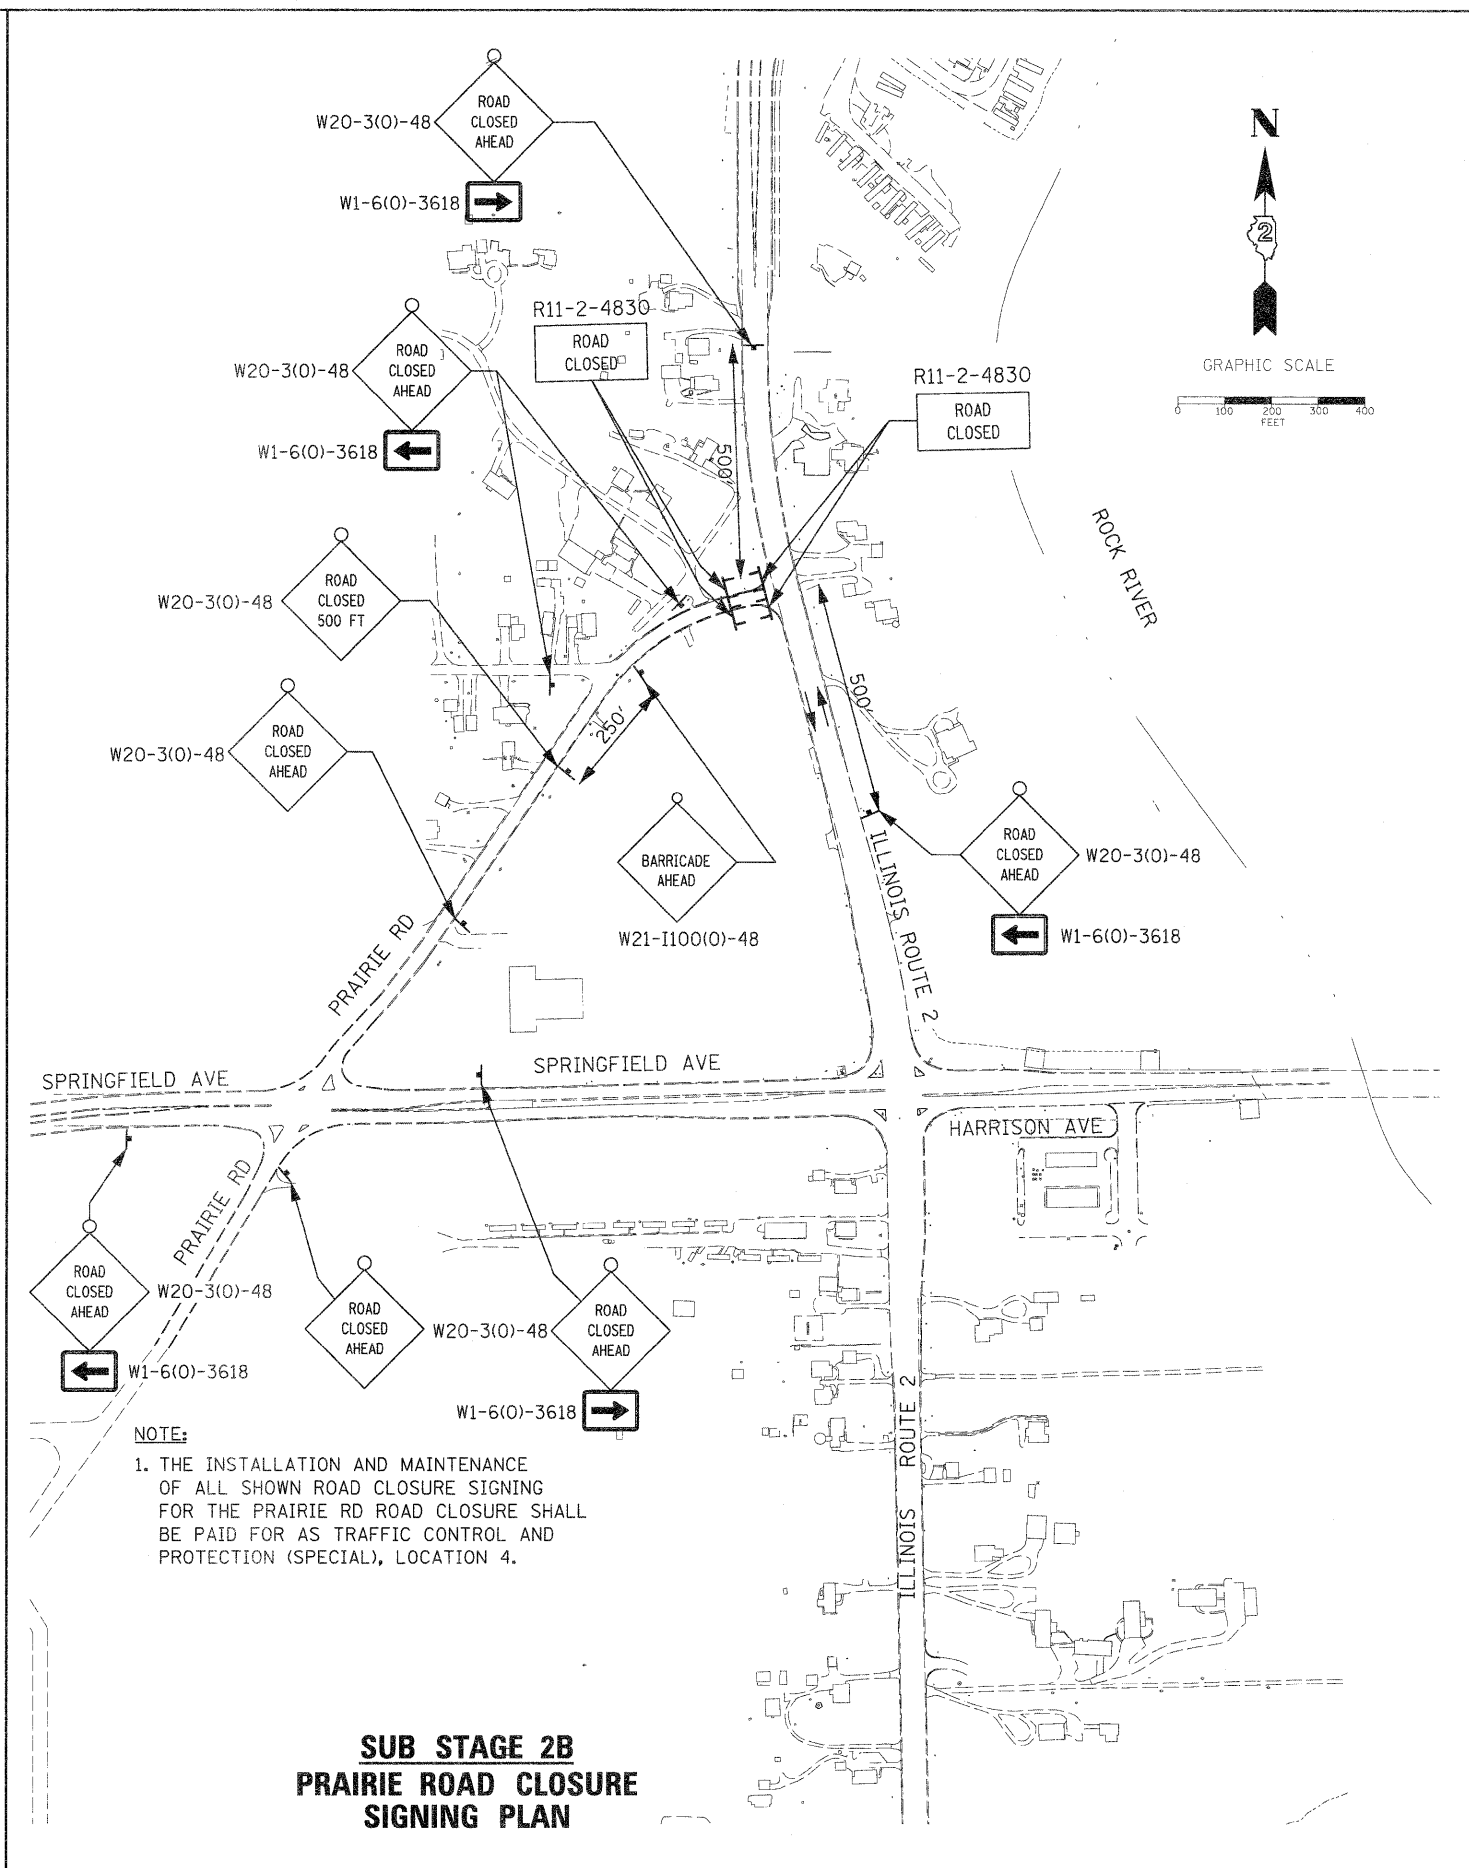 ROAD
CLOSED
AHEAD
W20-3(O)-48
W1-6(O)-3618
N
2
GRAPHIC SCALE
0 100 200 300 400
FEET
R11-2-4830
ROAD
CLOSED
W20-3(O)-48
ROAD
CLOSED
AHEAD
W1-6(O)-3618
R11-2-4830
ROAD
CLOSED
500'
ROCK RIVER
W20-3(O)-48
ROAD
CLOSED
500 FT
500'
250'
W20-3(O)-48
ROAD
CLOSED
AHEAD
BARRICADE
AHEAD
W21-I100(O)-48
ROAD
CLOSED
AHEAD
W20-3(O)-48
W1-6(O)-3618
ILLINOIS ROUTE 2
PRAIRIE RD
SPRINGFIELD AVE
SPRINGFIELD AVE
HARRISON AVE
PRAIRIE RD
ROAD
CLOSED
AHEAD
W20-3(O)-48
W1-6(O)-3618
ROAD
CLOSED
AHEAD
W20-3(O)-48
ROAD
CLOSED
AHEAD
W1-6(O)-3618
ILLINOIS ROUTE 2
NOTE:
1. THE INSTALLATION AND MAINTENANCE
OF ALL SHOWN ROAD CLOSURE SIGNING
FOR THE PRAIRIE RD ROAD CLOSURE SHALL
BE PAID FOR AS TRAFFIC CONTROL AND
PROTECTION (SPECIAL), LOCATION 4.
SUB STAGE 2B
PRAIRIE ROAD CLOSURE
SIGNING PLAN